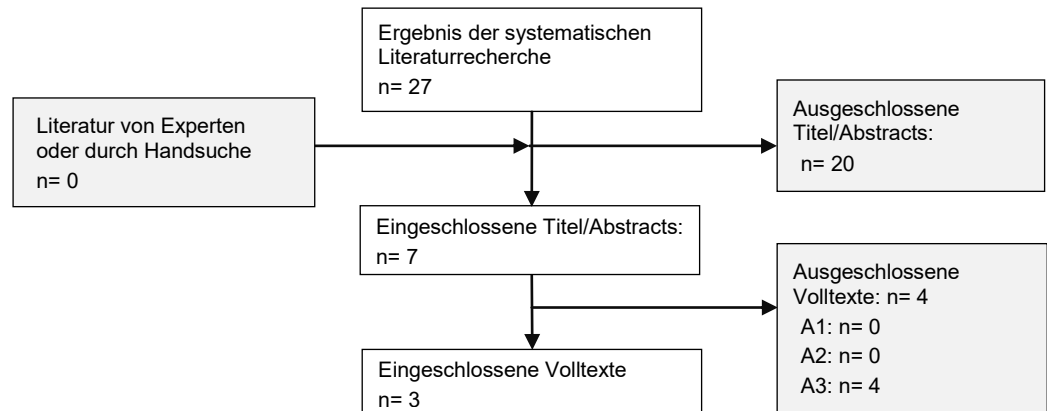 Ergebnis der systematischen
Literaturrecherche
n= 27
Literatur von Experten
oder durch Handsuche
n= 0
Ausgeschlossene
Titel/Abstracts:
n= 20
Eingeschlossene Titel/Abstracts:
n= 7
Ausgeschlossene
Volltexte: n= 4
A1: n= 0
A2: n= 0
A3: n= 4
Eingeschlossene Volltexte
n= 3